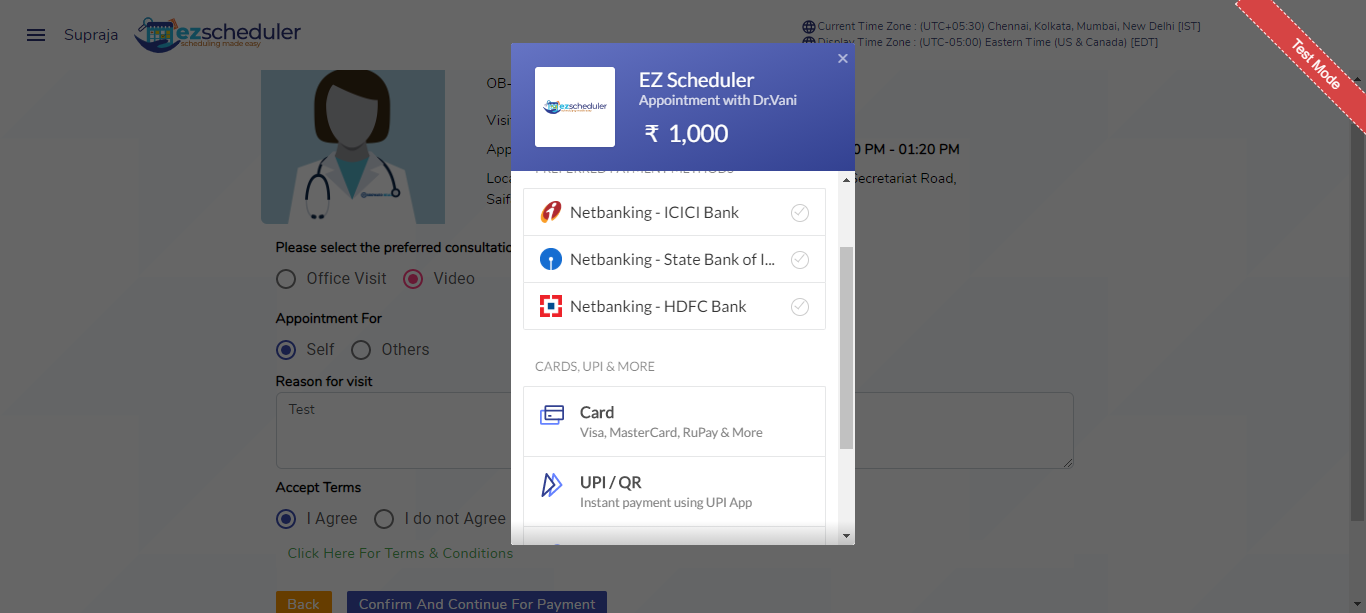 Supraja
ezscheduler
scheduling made easy
Current Time Zone : (UTC+05:30) Chennai, Kolkata, Mumbai, New Delhi [IST]
Display Time Zone : (UTC-05:00) Eastern Time (US & Canada) [EDT]
Test Mode
EZ Scheduler
Appointment with Dr.Vani
₹ 1,000
ezscheduler
PREFERRED PAYMENT METHODS
Netbanking - ICICI Bank
Netbanking - State Bank of I...
Netbanking - HDFC Bank
CARDS, UPI & MORE
Card
Visa, MasterCard, RuPay & More
UPI / QR
Instant payment using UPI App
OB-
Visi
App
0 PM - 01:20 PM
Loca
Secretariat Road,
Saif
Please select the preferred consultatio
Office Visit
Video
Appointment For
Self
Others
Reason for visit
Test
Accept Terms
I Agree
I do not Agree
Click Here For Terms & Conditions
Back
Confirm And Continue For Payment